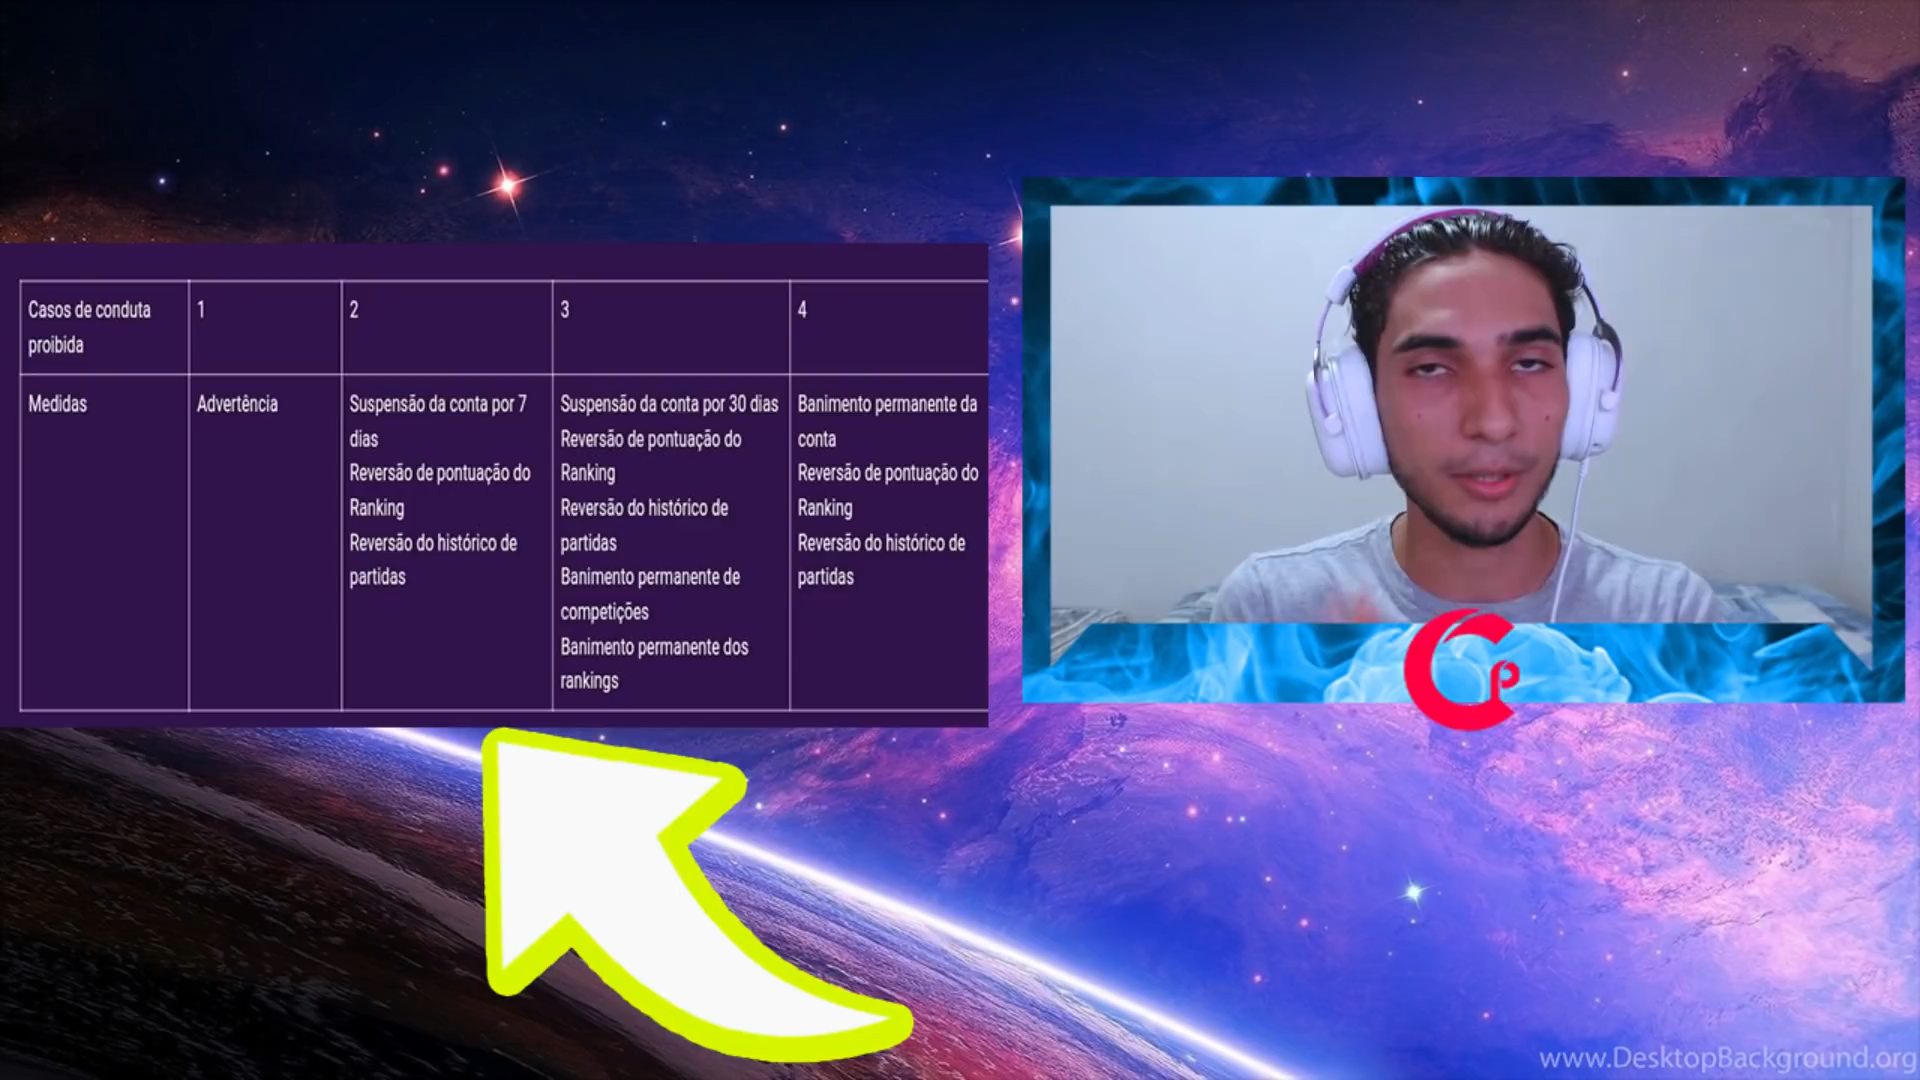 Casos de conduta
proibida
1
2
3
4
Medidas
Advertência
Suspensão da conta por 7
dias
Reversão de pontuação do
Ranking
Reversão do histórico de
partidas
Suspensão da conta por 30 dias
Reversão de pontuação do
Ranking
Reversão do histórico de
partidas
Banimento permanente de
competições
Banimento permanente dos
rankings
Banimento permanente da
conta
Reversão de pontuação do
Ranking
Reversão do histórico de
partidas
CP
www.DesktopBackground.org